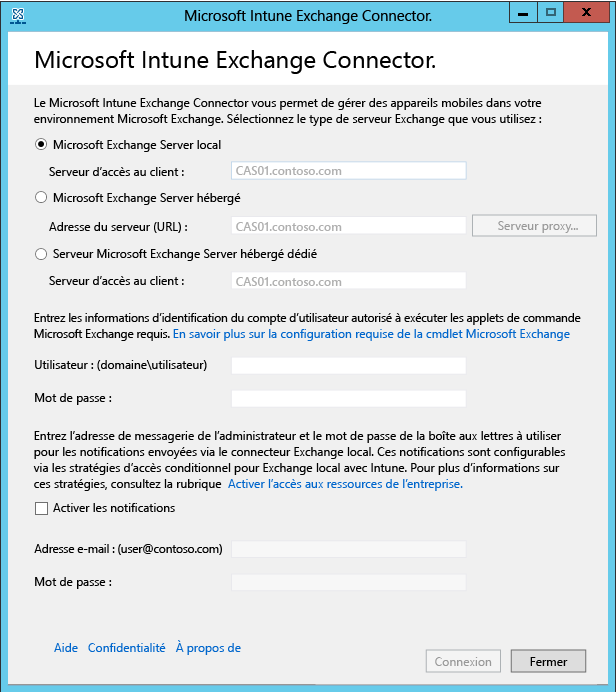 Microsoft Intune Exchange Connector.
Microsoft Intune Exchange Connector.
Le Microsoft Intune Exchange Connector vous permet de gérer des appareils mobiles dans votre
environnement Microsoft Exchange. Sélectionnez le type de serveur Exchange que vous utilisez :
Microsoft Exchange Server local
Serveur d'accès au client : CAS01.contoso.com
Microsoft Exchange Server hébergé
Adresse du serveur (URL) : CAS01.contoso.com Serveur proxy...
Serveur Microsoft Exchange Server hébergé dédié
Serveur d'accès au client : CAS01.contoso.com
Entrez les informations d'identification du compte d'utilisateur autorisé à exécuter les applets de commande
Microsoft Exchange requis. En savoir plus sur la configuration requise de la cmdlet Microsoft Exchange
Utilisateur : (domaine\utilisateur)
Mot de passe :
Entrez l'adresse de messagerie de l'administrateur et le mot de passe de la boîte aux lettres à utiliser
pour les notifications envoyées via le connecteur Exchange local. Ces notifications sont configurables
via les stratégies d'accès conditionnel pour Exchange local avec Intune. Pour plus d'informations sur
ces stratégies, consultez la rubrique Activer l'accès aux ressources de l'entreprise.
Activer les notifications
Adresse e-mail : (user@contoso.com)
Mot de passe :
Aide Confidentialité À propos de
Connexion Fermer